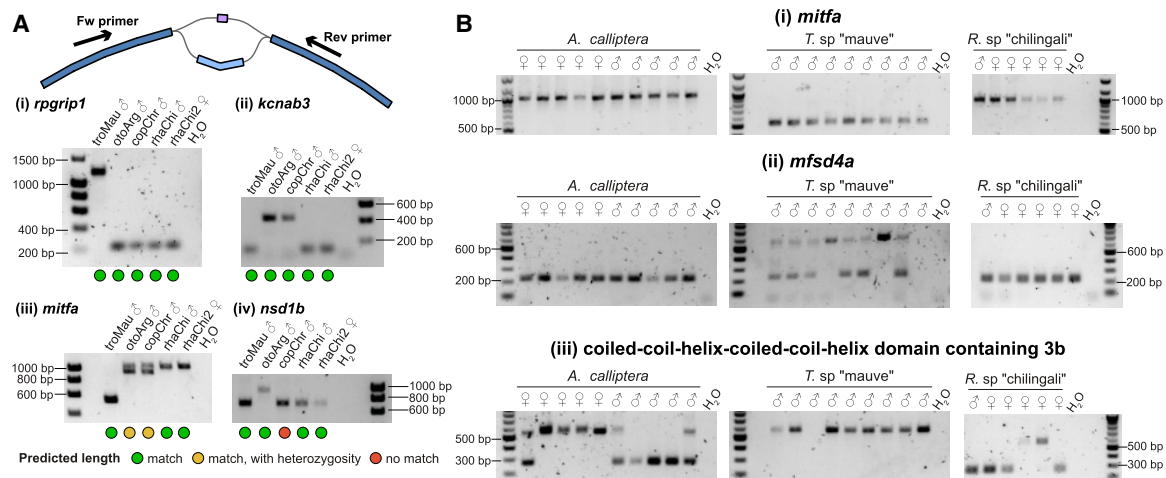 A
Fw primer
Rev primer
(i) rpgrip1
troMau ♂
otoArg ♂
copChr ♂
rhaChi ♂
rhaChi2 ♀
H2O
1500 bp
1000 bp
400 bp
200 bp
(ii) kcnab3
troMau ♂
otoArg ♂
copChr ♂
rhaChi ♂
rhaChi2 ♀
H2O
600 bp
400 bp
200 bp
(iii) mitfa
troMau ♂
otoArg ♂
copChr ♂
rhaChi ♂
rhaChi2 ♀
H2O
1000 bp
800 bp
600 bp
(iv) nsd1b
troMau ♂
otoArg ♂
copChr ♂
rhaChi ♂
rhaChi2 ♀
H2O
1000 bp
800 bp
600 bp
Predicted length match match, with heterozygosity no match
B
(i) mitfa
A. calliptera
♀ ♀ ♀ ♀ ♀ ♂ ♂ ♂ ♂ ♂ H2O
1000 bp
500 bp
T. sp "mauve"
♂ ♂ ♂ ♂ ♂ ♂ ♂ ♂ ♂ H2O
R. sp "chilingali"
♂ ♀ ♀ ♀ ♀ ♀ H2O
1000 bp
500 bp
(ii) mfsd4a
A. calliptera
♀ ♀ ♀ ♀ ♀ ♂ ♂ ♂ ♂ ♂ H2O
600 bp
200 bp
T. sp "mauve"
♂ ♂ ♂ ♂ ♂ ♂ ♂ ♂ ♂ H2O
R. sp "chilingali"
♂ ♀ ♀ ♀ ♀ ♀ H2O
600 bp
200 bp
(iii) coiled-coil-helix-coiled-coil-helix domain containing 3b
A. calliptera
♀ ♀ ♀ ♀ ♀ ♂ ♂ ♂ ♂ ♂ H2O
500 bp
300 bp
T. sp "mauve"
♂ ♂ ♂ ♂ ♂ ♂ ♂ ♂ ♂ H2O
R. sp "chilingali"
♂ ♀ ♀ ♀ ♀ ♀ H2O
500 bp
300 bp